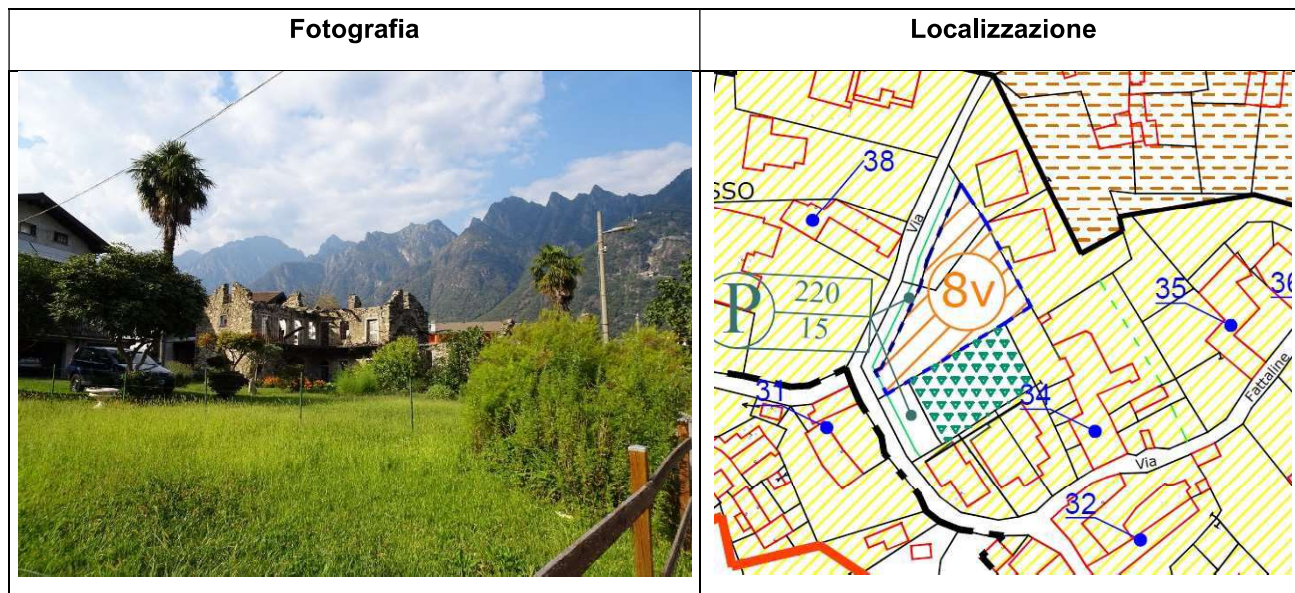 Fotografia
Localizzazione
38
SSO
Via
35
36
8v
P
220
15
31
34
Fattaline
Via
32